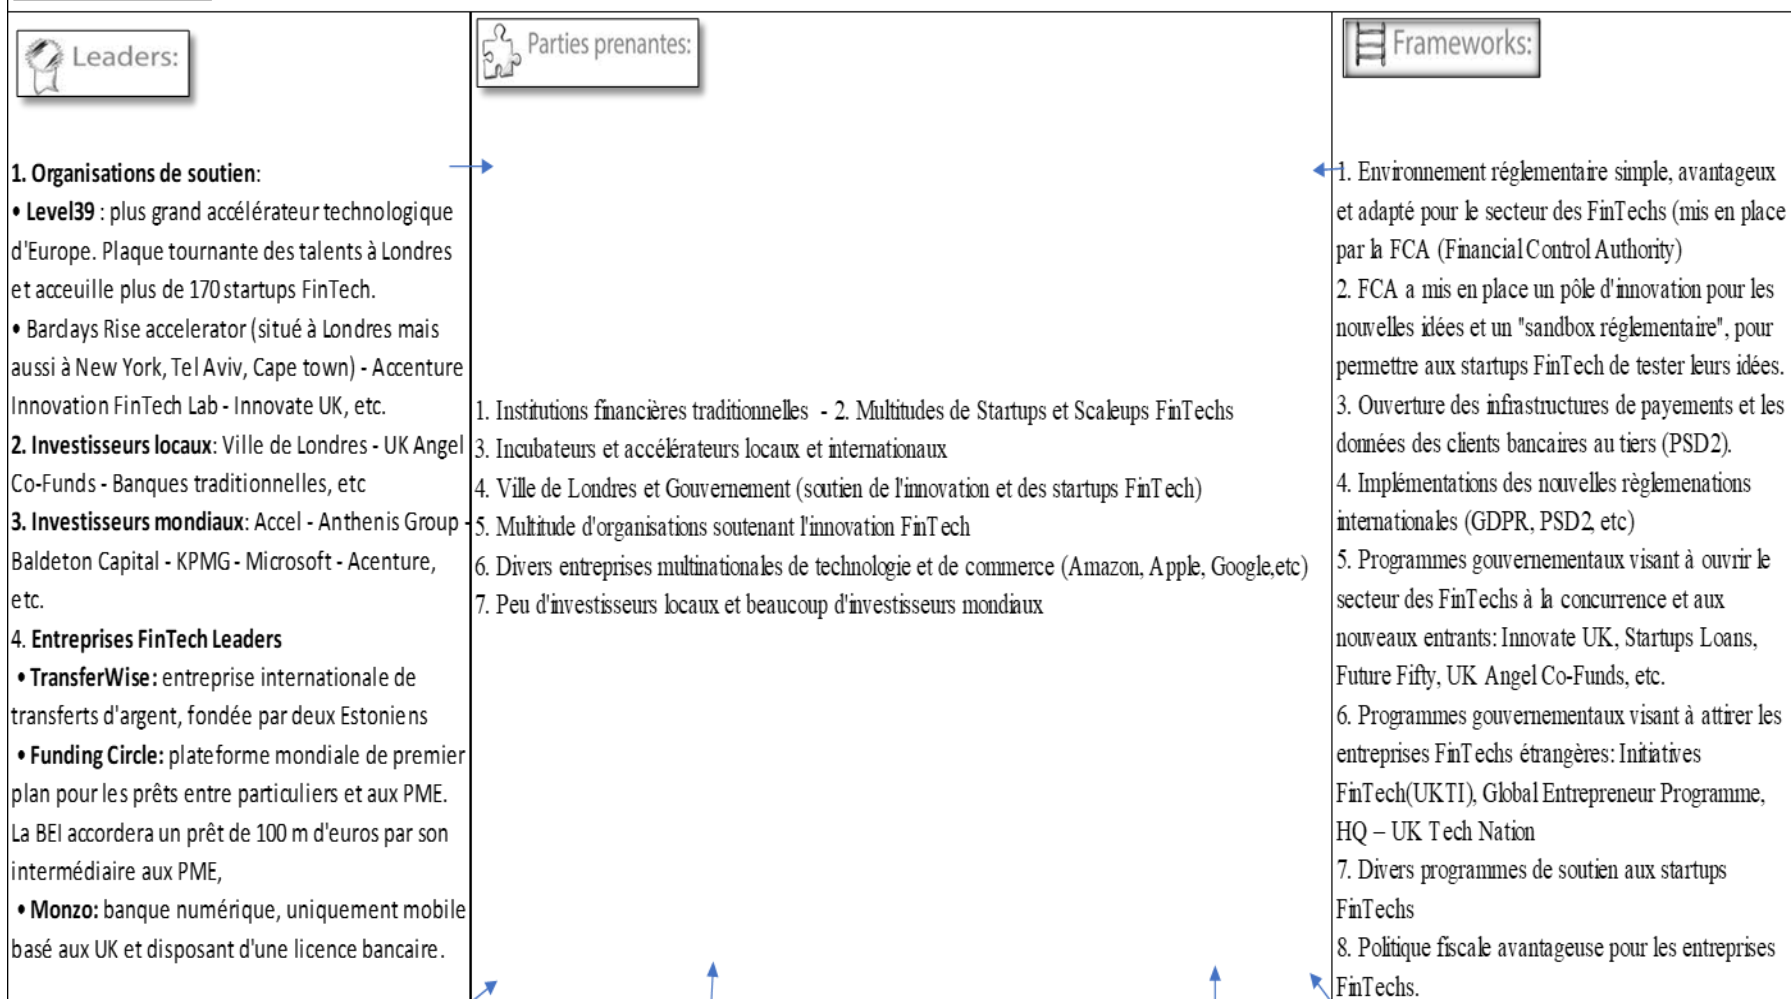 Leaders:
1. Organisations de soutien:
• Level39 : plus grand accélérateur technologique
d'Europe. Plaque tournante des talents à Londres
et acceuille plus de 170 startups FinTech.
• Barclays Rise accelerator (situé à Londres mais
aussi à New York, Tel Aviv, Cape town) - Accenture
Innovation FinTech Lab - Innovate UK, etc.
2. Investisseurs locaux: Ville de Londres - UK Angel
Co-Funds - Banques traditionnelles, etc
3. Investisseurs mondiaux: Accel - Anthenis Group -
Baldeton Capital - KPMG - Microsoft - Acenture,
etc.
4. Entreprises FinTech Leaders
• TransferWise: entreprise internationale de
transferts d'argent, fondée par deux Estoniens
• Funding Circle: plateforme mondiale de premier
plan pour les prêts entre particuliers et aux PME.
La BEI accordera un prêt de 100 m d'euros par son
intermédiaire aux PME,
• Monzo: banque numérique, uniquement mobile
basé aux UK et disposant d'une licence bancaire.
Parties prenantes:
1. Institutions financières traditionnelles - 2. Multitudes de Startups et Scaleups FinTechs
3. Incubateurs et accélérateurs locaux et internationaux
4. Ville de Londres et Gouvernement (soutien de l'innovation et des startups FinTech)
5. Multitude d'organisations soutenant l'innovation FinTech
6. Divers entreprises multinationales de technologie et de commerce (Amazon, Apple, Google,etc)
7. Peu d'investisseurs locaux et beaucoup d'investisseurs mondiaux
Frameworks:
1. Environnement réglementaire simple, avantageux
et adapté pour le secteur des FinTechs (mis en place
par la FCA (Financial Control Authority)
2. FCA a mis en place un pôle d'innovation pour les
nouvelles idées et un "sandbox réglementaire", pour
permettre aux startups FinTech de tester leurs idées.
3. Ouverture des infrastructures de payements et les
données des clients bancaires au tiers (PSD2).
4. Implémentations des nouvelles règlemenations
internationales (GDPR, PSD2, etc)
5. Programmes gouvernementaux visant à ouvrir le
secteur des FinTechs à la concurrence et aux
nouveaux entrants: Innovate UK, Startups Loans,
Future Fifty, UK Angel Co-Funds, etc.
6. Programmes gouvernementaux visant à attirer les
entreprises FinTechs étrangères: Initiatives
FinTech(UKTI), Global Entrepreneur Programme,
HQ – UK Tech Nation
7. Divers programmes de soutien aux startups
FinTechs
8. Politique fiscale avantageuse pour les entreprises
FinTechs.